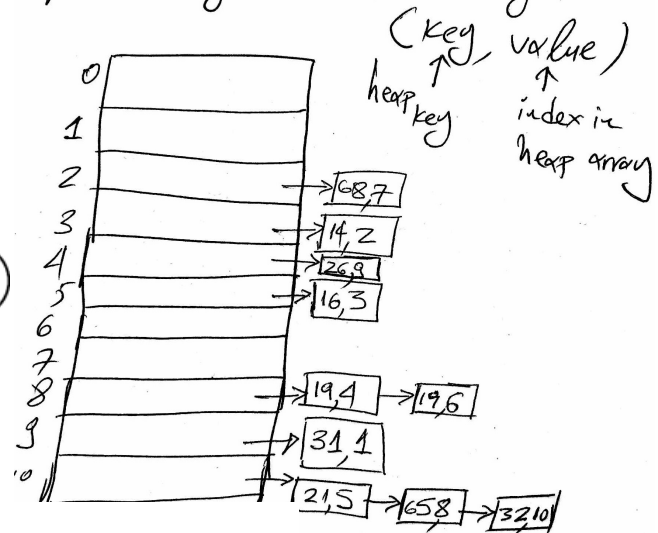 (key, value)
heap key
index in
heap array
0
1
2 68,7
3 14,2
4 26,9
5 16,3
6
7
8 19,4 19,6
9 31,1
10 21,5 65,8 32,10